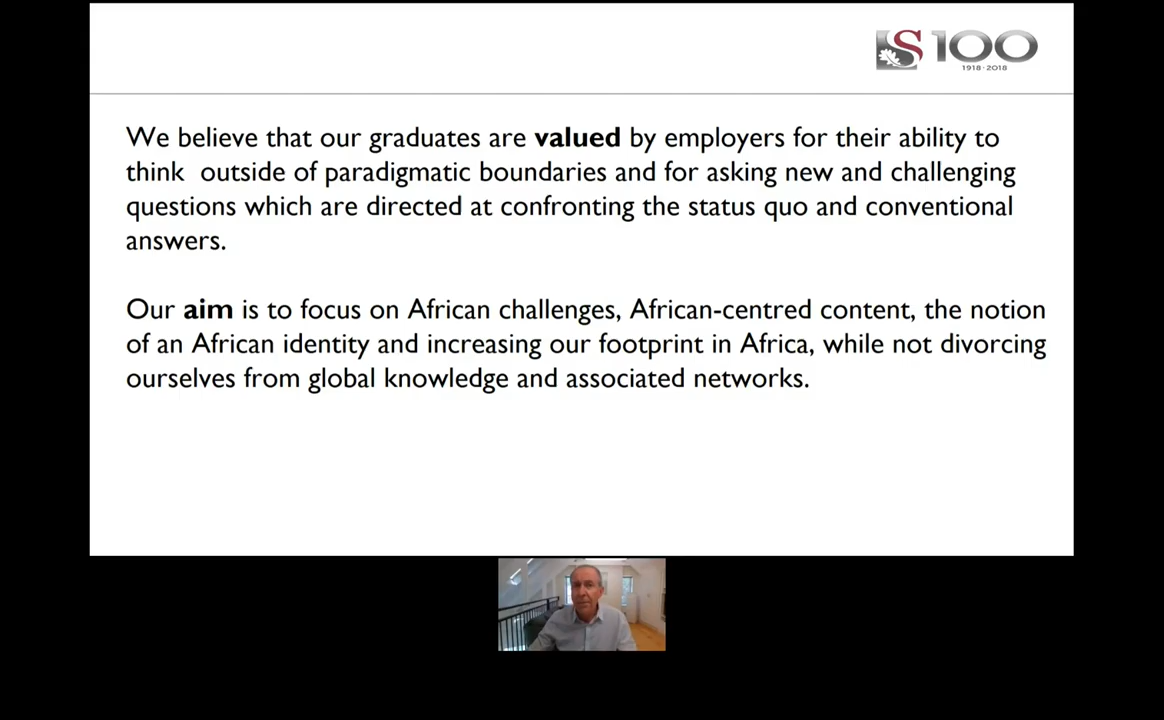 S100
1918 · 2018
We believe that our graduates are valued by employers for their ability to
think outside of paradigmatic boundaries and for asking new and challenging
questions which are directed at confronting the status quo and conventional
answers.
Our aim is to focus on African challenges, African-centred content, the notion
of an African identity and increasing our footprint in Africa, while not divorcing
ourselves from global knowledge and associated networks.